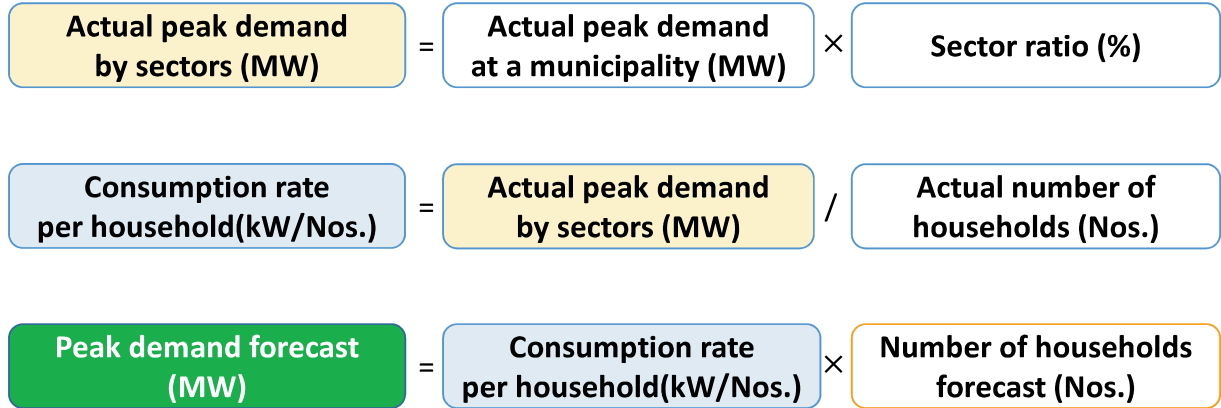 Actual peak demand
by sectors (MW)
=
Actual peak demand
at a municipality (MW)
×
Sector ratio (%)
Consumption rate
per household(kW/Nos.)
=
Actual peak demand
by sectors (MW)
/
Actual number of
households (Nos.)
Peak demand forecast
(MW)
=
Consumption rate
per household(kW/Nos.)
×
Number of households
forecast (Nos.)